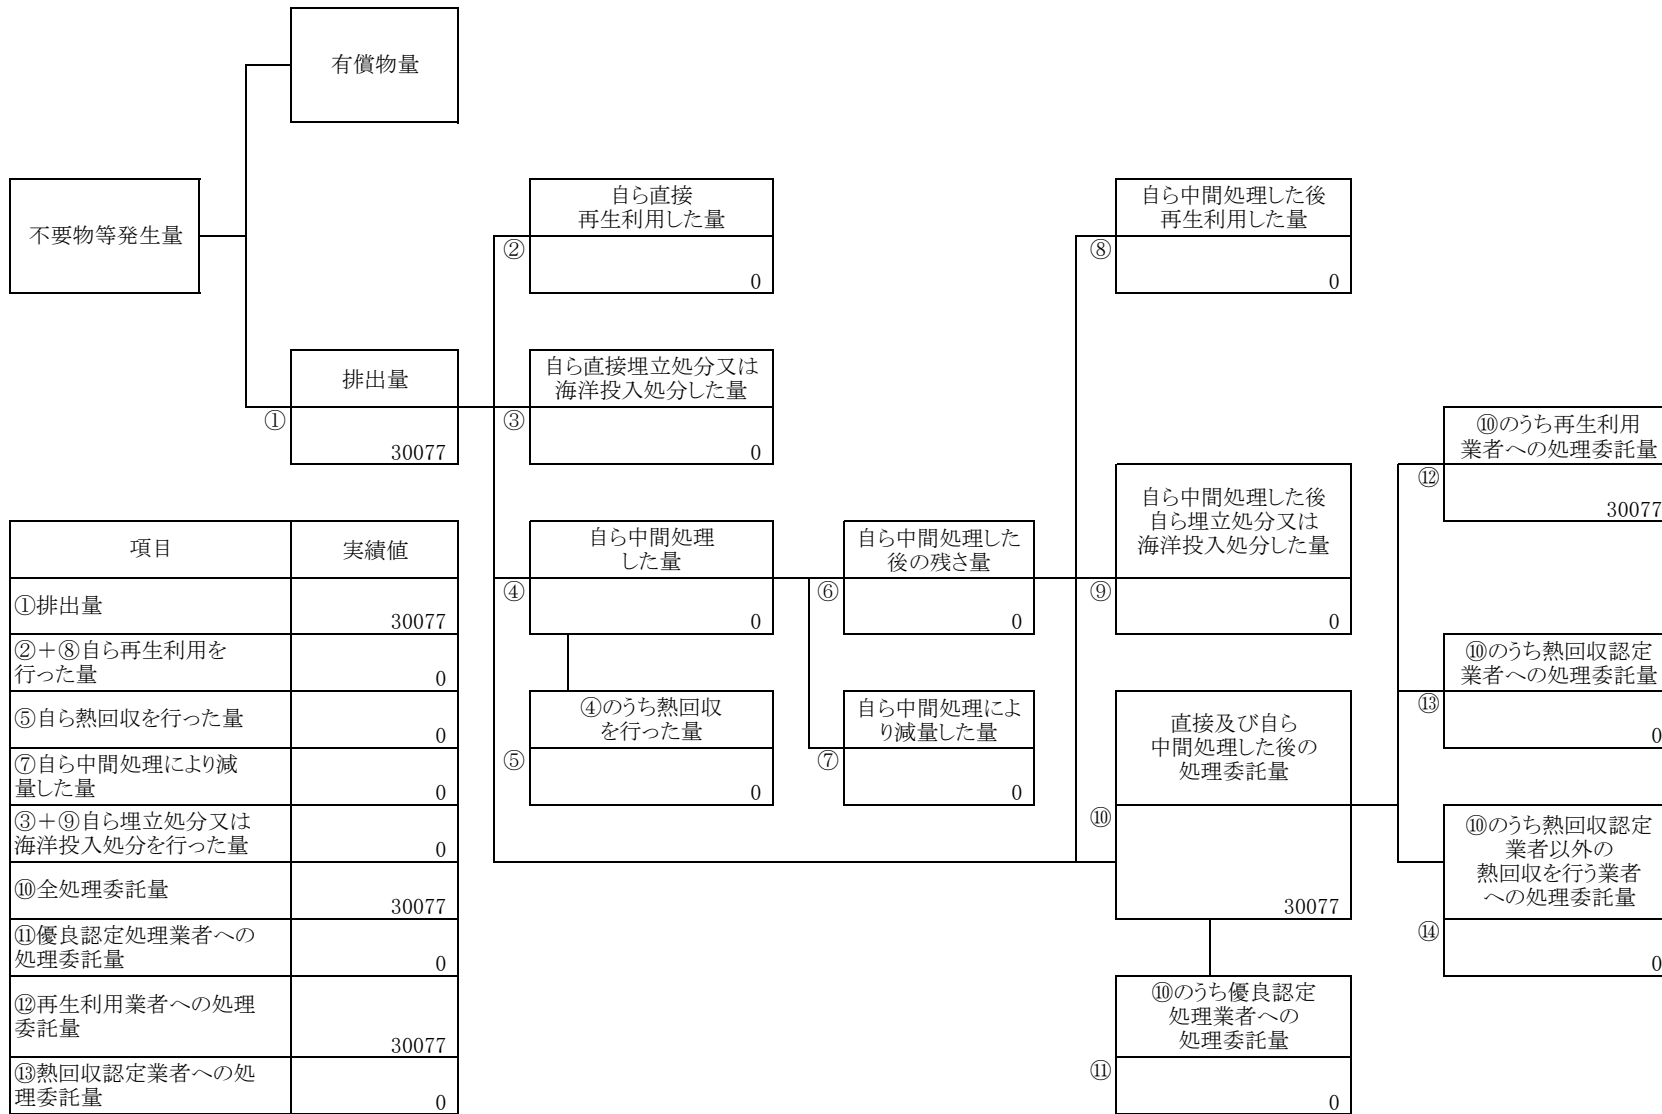 有償物量
不要物等発生量
排出量
①
30077
自ら直接
再生利用した量
②
0
自ら直接埋立処分又は
海洋投入処分した量
③
0
自ら中間処理
した量
④
0
④のうち熱回収
を行った量
⑤
0
自ら中間処理した
後の残さ量
⑥
0
自ら中間処理によ
り減量した量
⑦
0
自ら中間処理した後
再生利用した量
⑧
0
自ら中間処理した後
自ら埋立処分又は
海洋投入処分した量
⑨
0
直接及び自ら
中間処理した後の
処理委託量
⑩
30077
⑩のうち優良認定
処理業者への
処理委託量
⑪
0
⑩のうち再生利用
業者への処理委託量
⑫
30077
⑩のうち熱回収認定
業者への処理委託量
⑬
0
⑩のうち熱回収認定
業者以外の
熱回収を行う業者
への処理委託量
⑭
0
項目 実績値
①排出量 30077
②＋⑧自ら再生利用を
行った量 0
⑤自ら熱回収を行った量 0
⑦自ら中間処理により減
量した量 0
③＋⑨自ら埋立処分又は
海洋投入処分を行った量 0
⑩全処理委託量 30077
⑪優良認定処理業者への
処理委託量 0
⑫再生利用業者への処理
委託量 30077
⑬熱回収認定業者への処
理委託量 0